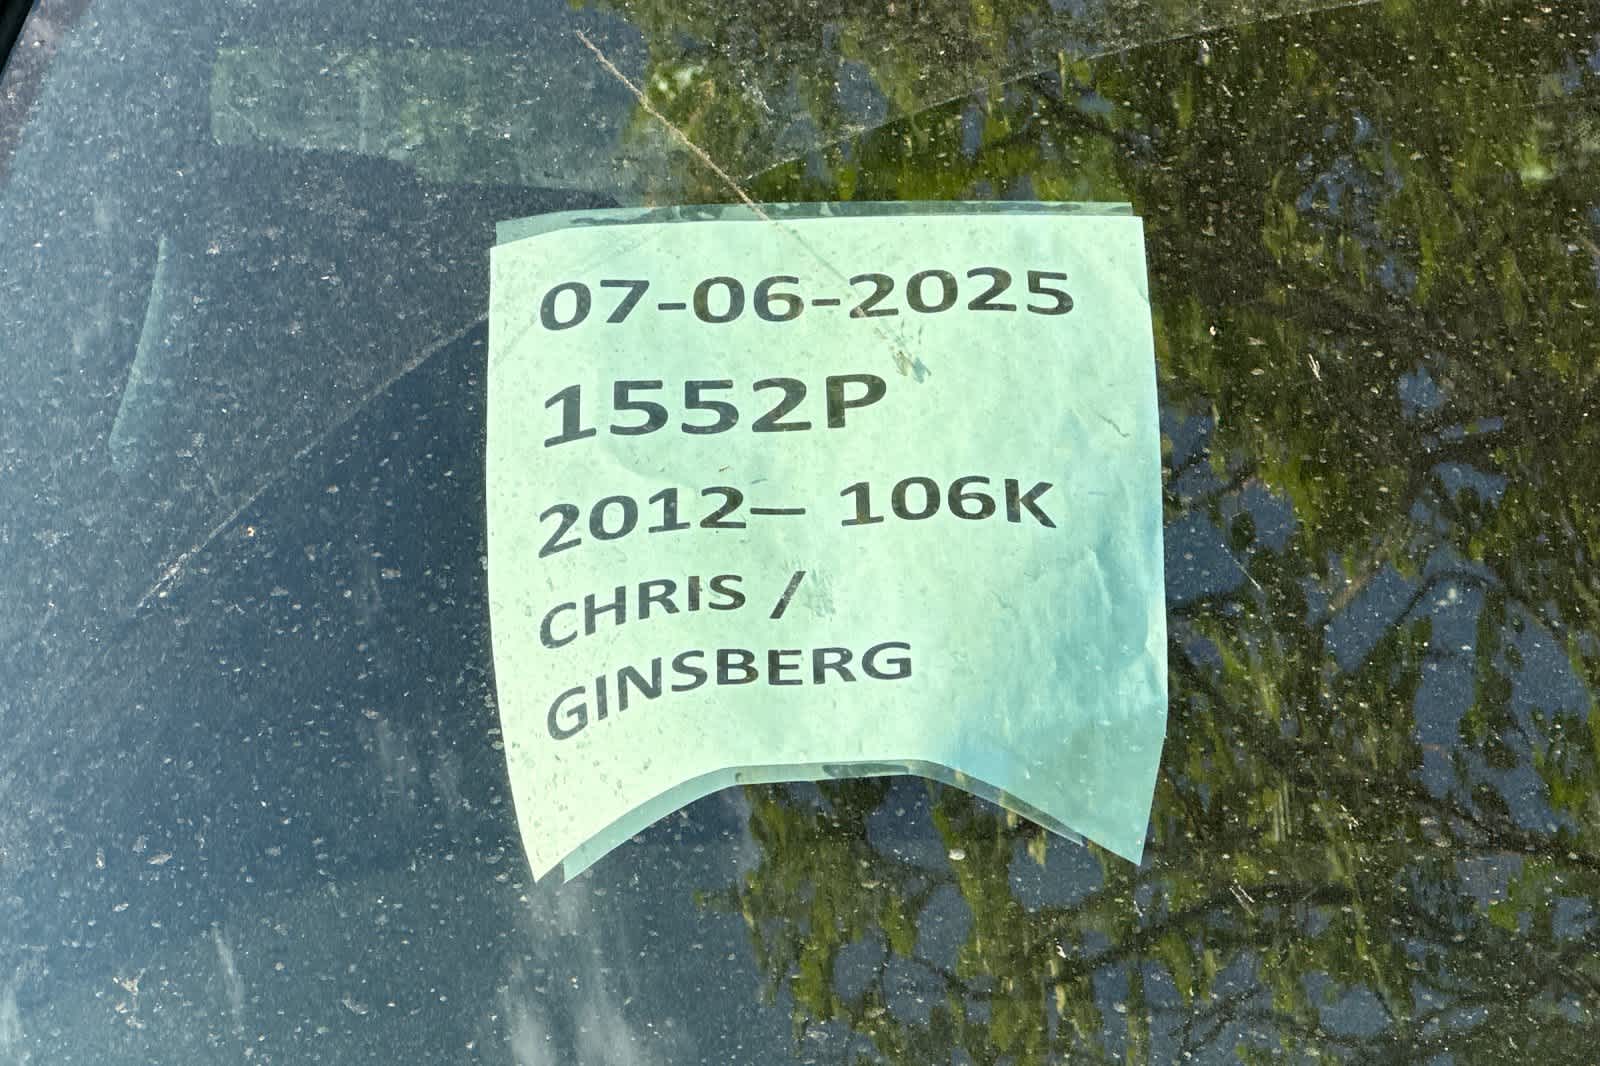 07-06-2025
1552P
2012– 106K
CHRIS /
GINSBERG